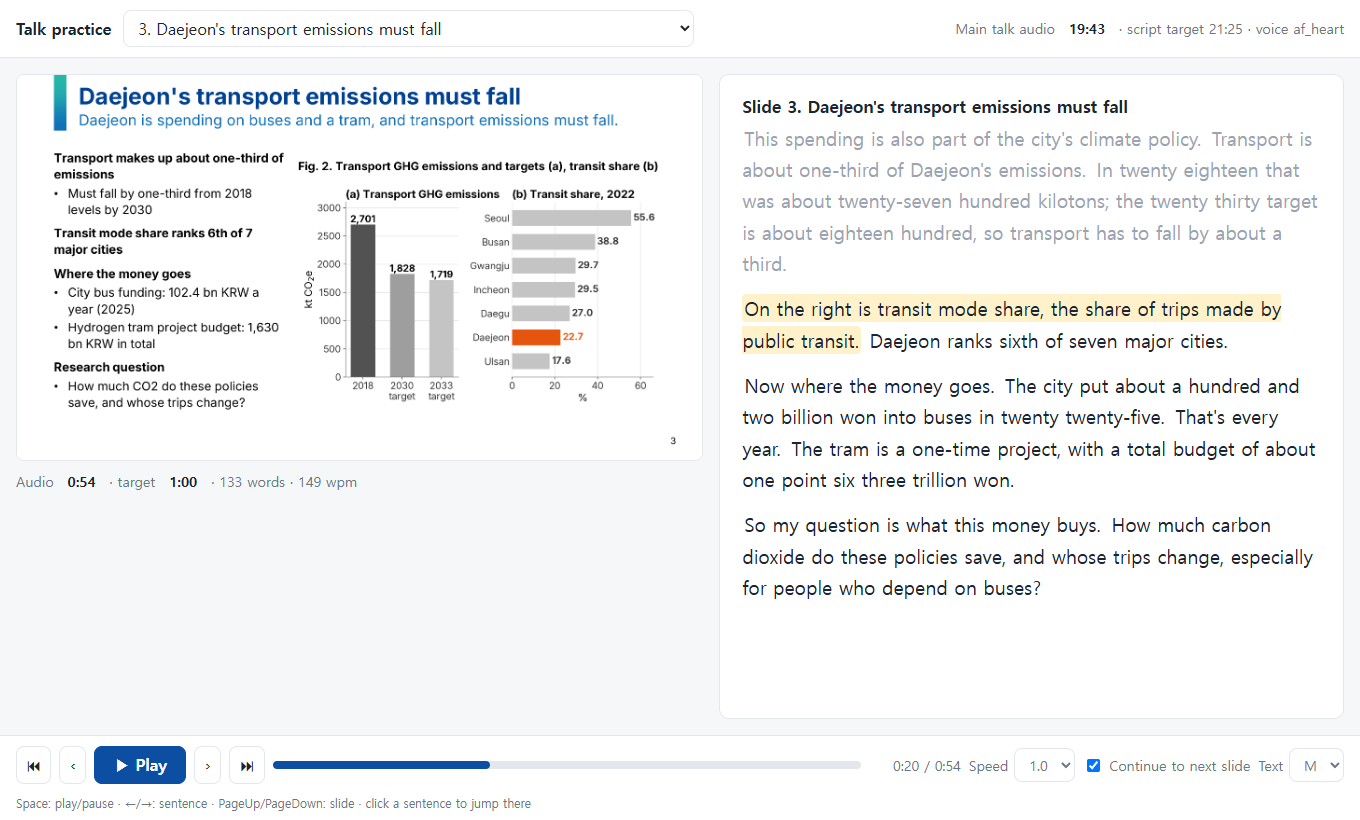 Talk practice
3. Daejeon's transport emissions must fall
Main talk audio 19:43 · script target 21:25 · voice af_heart
Daejeon's transport emissions must fall
Daejeon is spending on buses and a tram, and transport emissions must fall.
Transport makes up about one-third of
emissions
• Must fall by one-third from 2018
levels by 2030
Transit mode share ranks 6th of 7
major cities
Where the money goes
• City bus funding: 102.4 bn KRW a
year (2025)
• Hydrogen tram project budget: 1,630
bn KRW in total
Research question
• How much CO2 do these policies
save, and whose trips change?
Fig. 2. Transport GHG emissions and targets (a), transit share (b)
(a) Transport GHG emissions
kt CO₂e
3000
2500
2000
1500
1000
500
0
2,701
1,828
1,719
2018
2030
target
2033
target
(b) Transit share, 2022
Seoul 55.6
Busan 38.8
Gwangju 29.7
Incheon 29.5
Daegu 27.0
Daejeon 22.7
Ulsan 17.6
0 20 40 60
%
3
Audio 0:54 · target 1:00 · 133 words · 149 wpm
Slide 3. Daejeon's transport emissions must fall
This spending is also part of the city's climate policy. Transport is
about one-third of Daejeon's emissions. In twenty eighteen that
was about twenty-seven hundred kilotons; the twenty thirty target
is about eighteen hundred, so transport has to fall by about a
third.
On the right is transit mode share, the share of trips made by
public transit. Daejeon ranks sixth of seven major cities.
Now where the money goes. The city put about a hundred and
two billion won into buses in twenty twenty-five. That's every
year. The tram is a one-time project, with a total budget of about
one point six three trillion won.
So my question is what this money buys. How much carbon
dioxide do these policies save, and whose trips change, especially
for people who depend on buses?
⏮ ‹ ▶ Play › ⏭ 0:20 / 0:54 Speed 1.0 Continue to next slide Text M
Space: play/pause · ←/→: sentence · PageUp/PageDown: slide · click a sentence to jump there